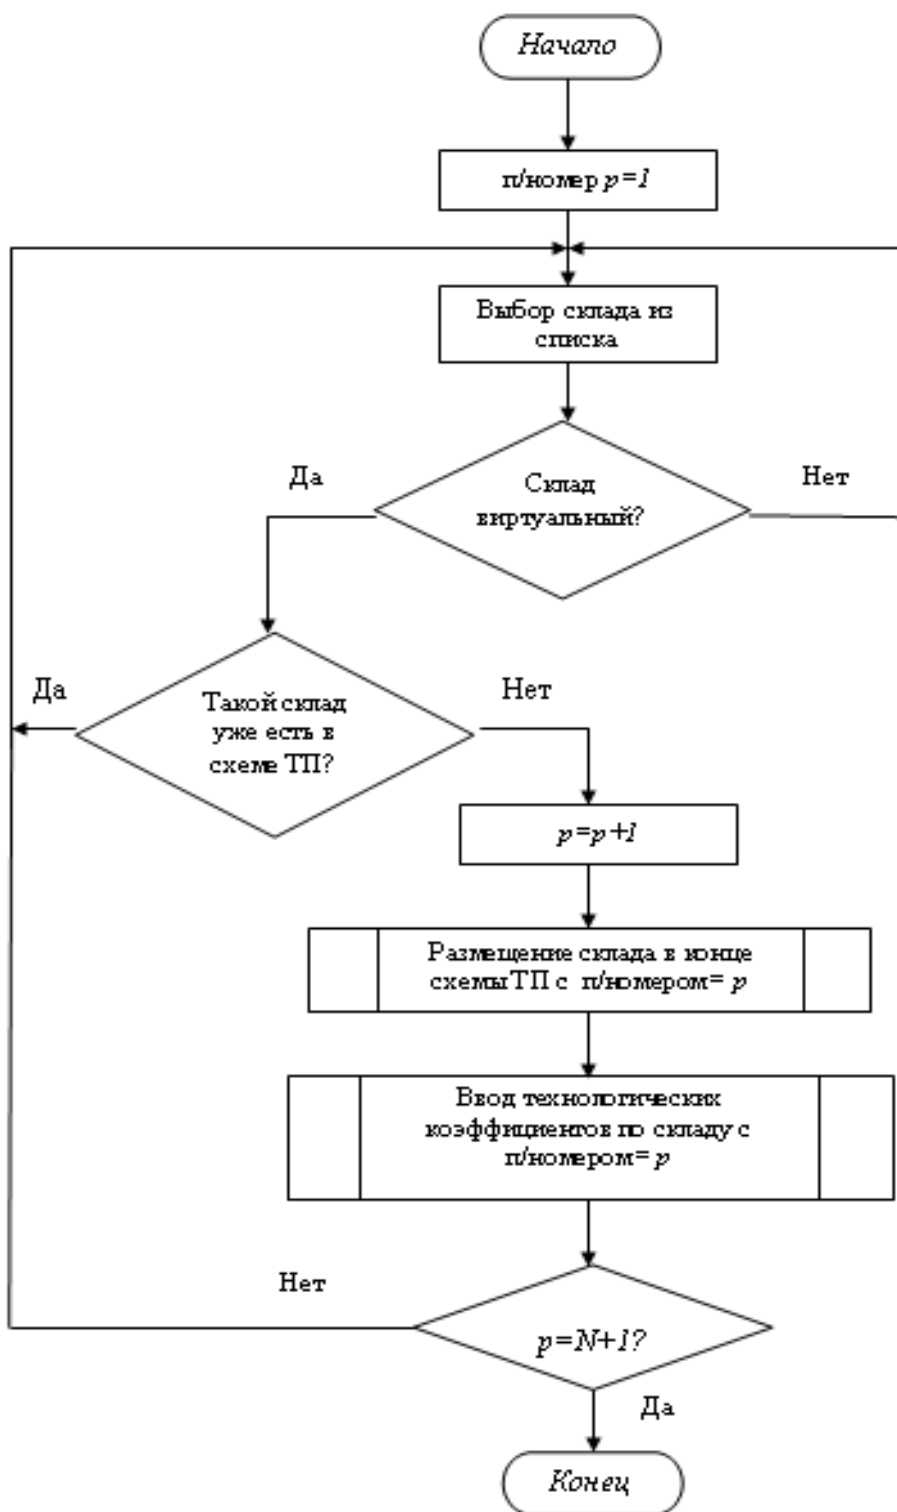 Начало
п/номер p=1
Выбор склада из
списка
Да
Нет
Склад
виртуальный?
Да
Нет
Такой склад
уже есть в
схеме ТП?
p=p+1
Размещение склада в конце
схемы ТП с п/номером= p
Ввод технологических
коэффициентов по складу с
п/номером= p
Нет
p=N+1?
Да
Конец